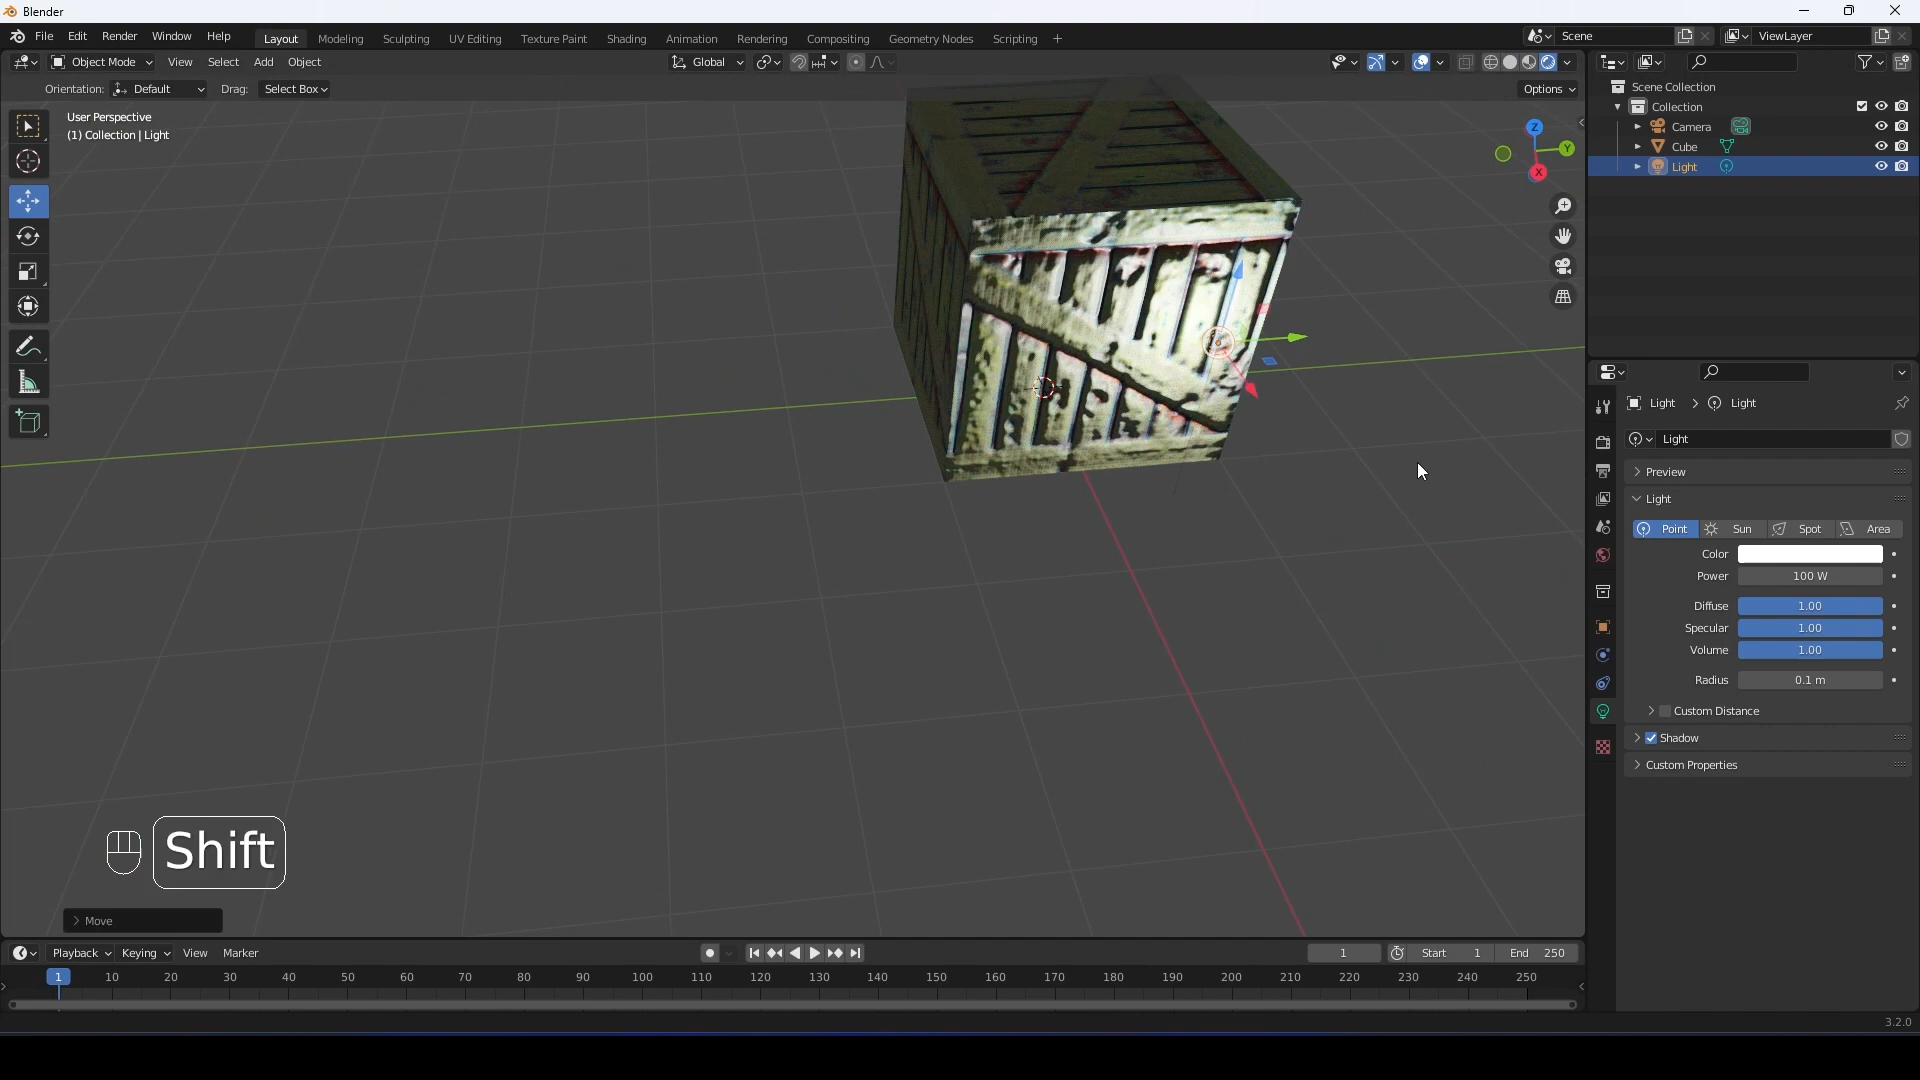 Blender
File Edit Render Window Help Layout Modeling Sculpting UV Editing Texture Paint Shading Animation Rendering Compositing Geometry Nodes Scripting + Scene ViewLayer
Object Mode View Select Add Object Global
Orientation: Default Drag: Select Box Options
User Perspective
(1) Collection | Light
Z
Y
X
Scene Collection
Collection
Camera
Cube
Light
Light > Light
Light
Preview
Light
Point Sun Spot Area
Color
Power 100 W
Diffuse 1.00
Specular 1.00
Volume 1.00
Radius 0.1 m
Custom Distance
Shadow
Custom Properties
Shift
> Move
Playback Keying View Marker 1 Start 1 End 250
1 10 20 30 40 50 60 70 80 90 100 110 120 130 140 150 160 170 180 190 200 210 220 230 240 250
3.2.0